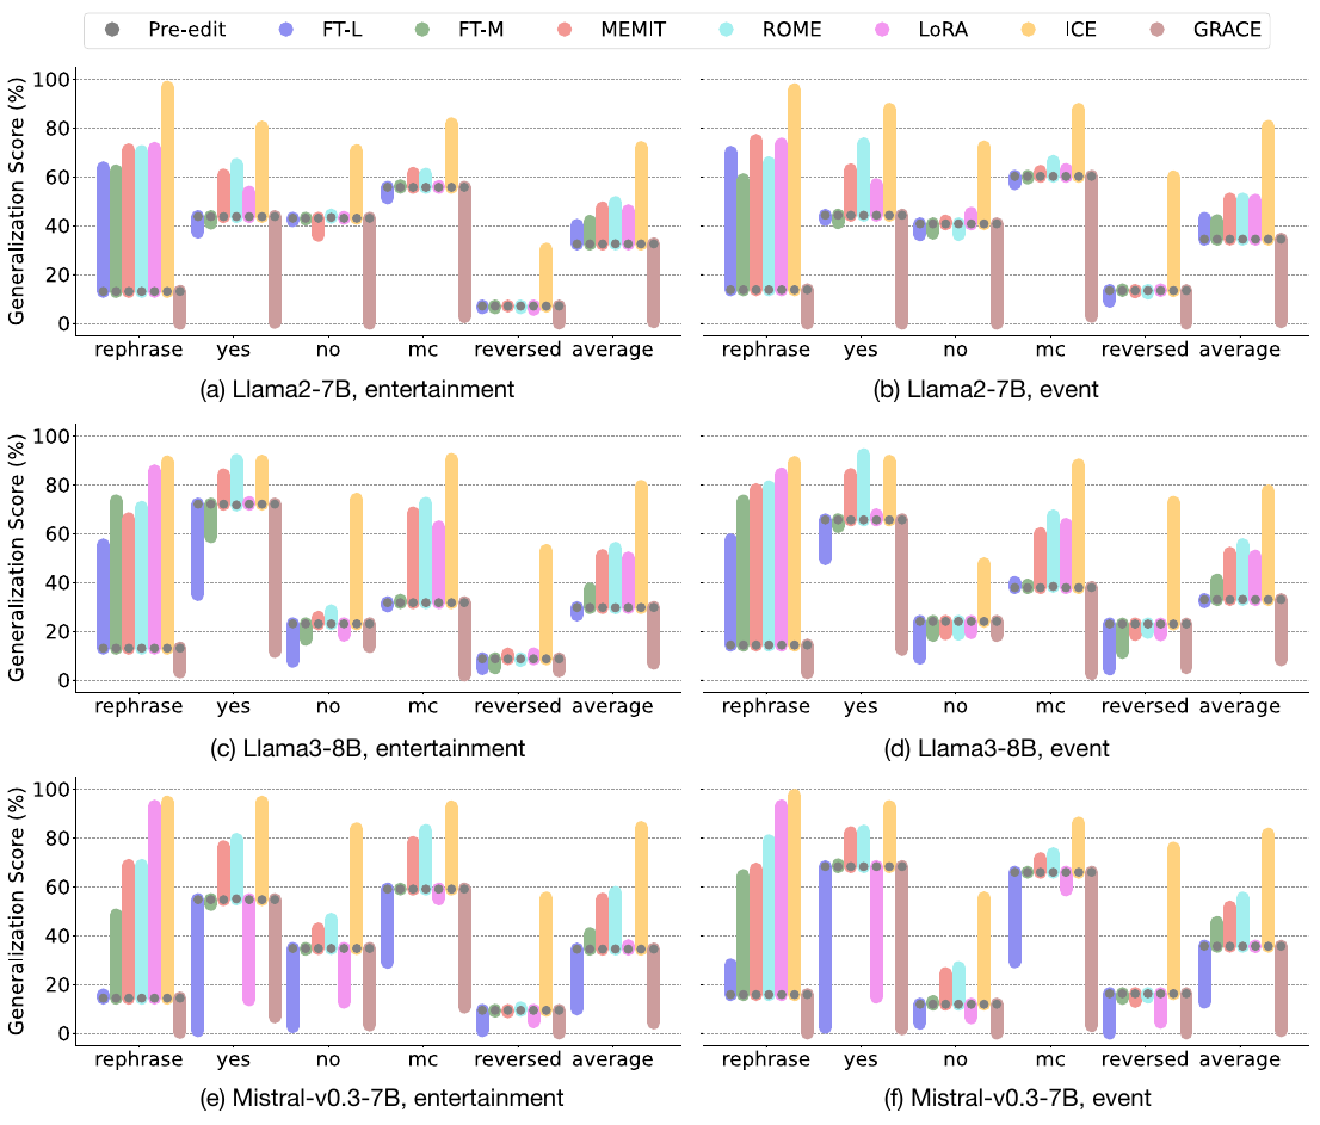 Pre-edit FT-L FT-M MEMIT ROME LoRA ICE GRACE
Generalization Score (%)
100
80
60
40
20
0
rephrase yes no mc reversed average
rephrase yes no mc reversed average
(a) Llama2-7B, entertainment
(b) Llama2-7B, event
Generalization Score (%)
100
80
60
40
20
0
rephrase yes no mc reversed average
rephrase yes no mc reversed average
(c) Llama3-8B, entertainment
(d) Llama3-8B, event
Generalization Score (%)
100
80
60
40
20
0
rephrase yes no mc reversed average
rephrase yes no mc reversed average
(e) Mistral-v0.3-7B, entertainment
(f) Mistral-v0.3-7B, event